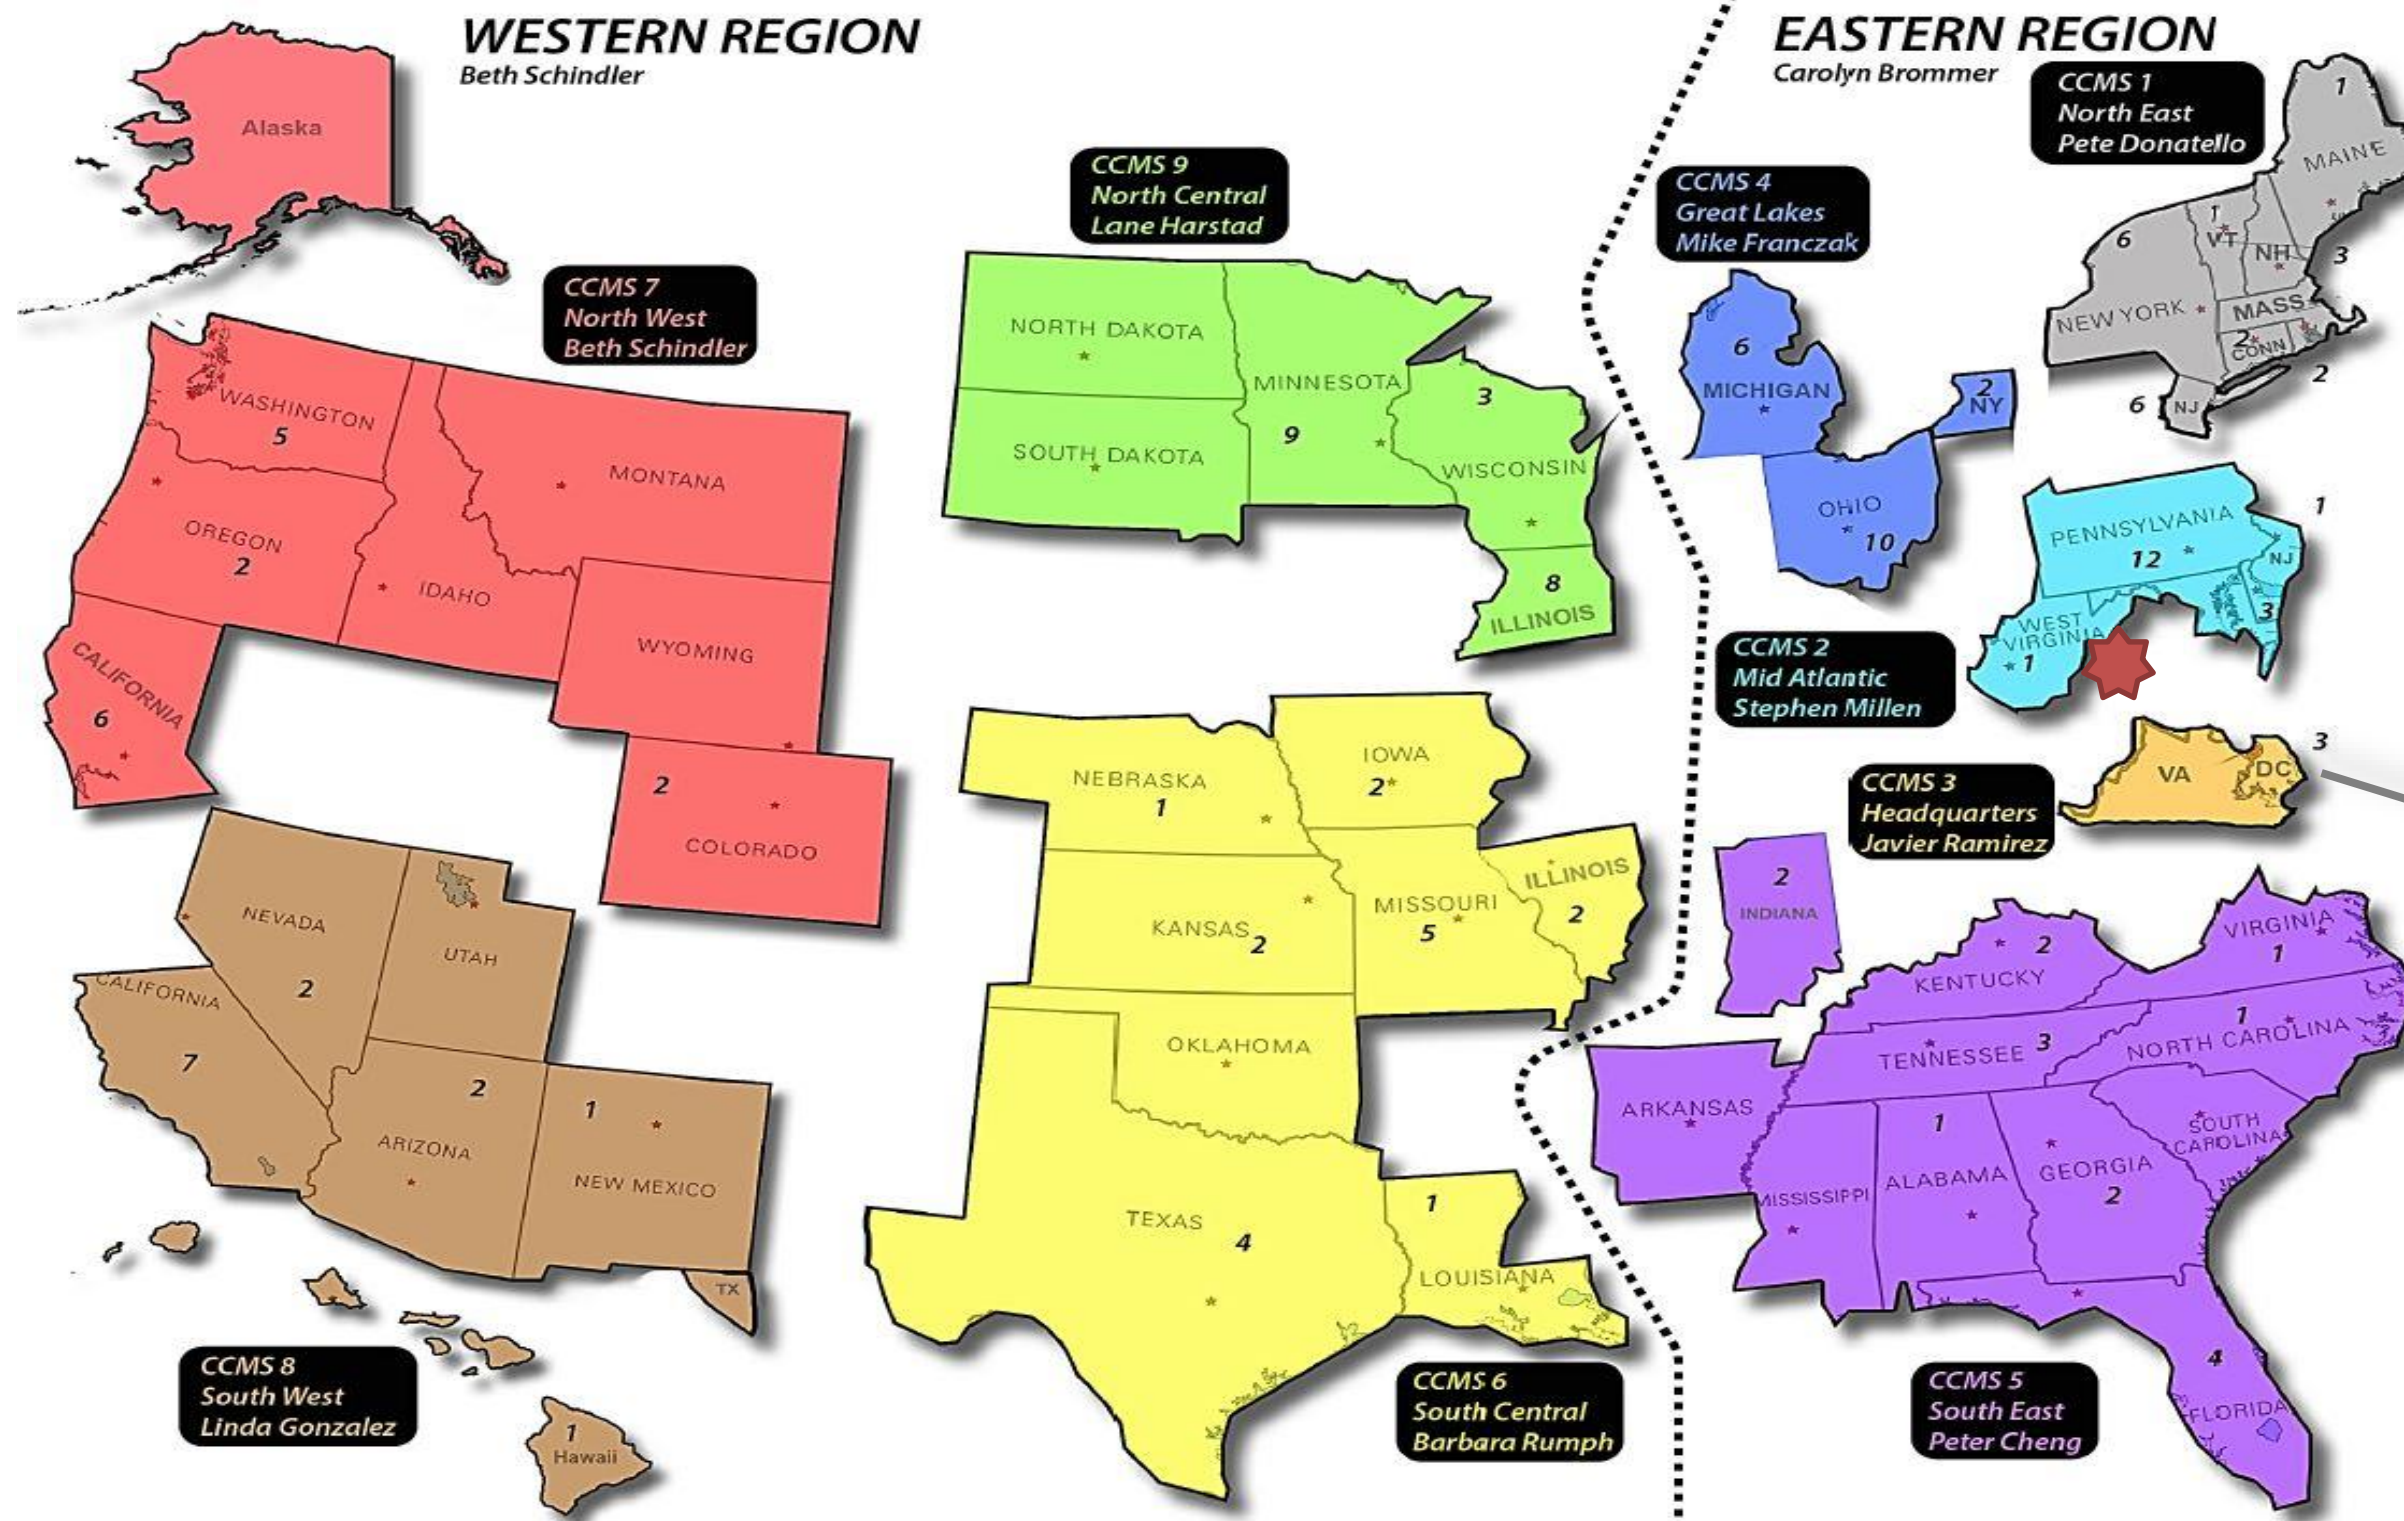 WESTERN REGION
Beth Schindler
EASTERN REGION
Carolyn Brommer
Alaska
CCMS 7
North West
Beth Schindler
WASHINGTON
5
MONTANA
OREGON
2
IDAHO
WYOMING
CALIFORNIA
6
2
COLORADO
NEVADA
2
UTAH
CALIFORNIA
7
2
ARIZONA
1
NEW MEXICO
TX
CCMS 8
South West
Linda Gonzalez
1
Hawaii
CCMS 9
North Central
Lane Harstad
NORTH DAKOTA
MINNESOTA
9
SOUTH DAKOTA
3
WISCONSIN
8
ILLINOIS
NEBRASKA
1
IOWA
2
KANSAS
2
MISSOURI
5
ILLINOIS
2
OKLAHOMA
TEXAS
4
1
LOUISIANA
CCMS 6
South Central
Barbara Rumph
CCMS 1
North East
Pete Donatello
1
MAINE
1
VT
NH
3
6
NEW YORK
MASS
2
CONN
2
6
NJ
CCMS 4
Great Lakes
Mike Franczak
6
MICHIGAN
2
NY
OHIO
10
PENNSYLVANIA
12
1
NJ
3
WEST
VIRGINIA
1
CCMS 2
Mid Atlantic
Stephen Millen
CCMS 3
Headquarters
Javier Ramirez
VA
DC
3
2
INDIANA
2
KENTUCKY
VIRGINIA
1
TENNESSEE
3
1
NORTH CAROLINA
ARKANSAS
MISSISSIPPI
1
ALABAMA
GEORGIA
2
SOUTH
CAROLINA
4
FLORIDA
CCMS 5
South East
Peter Cheng